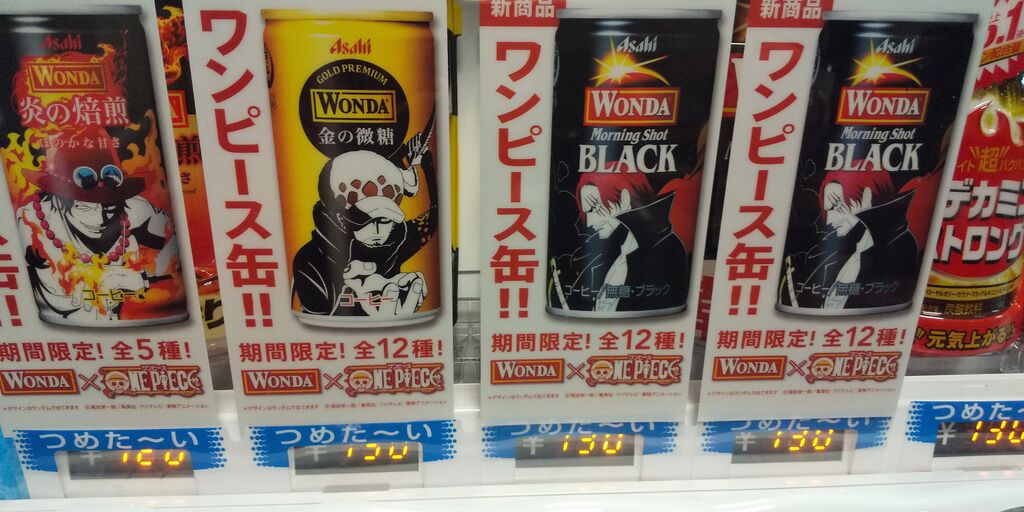 Asahi
WONDA
炎の焙煎
ほのかな甘さ
コーヒー
!!
期間限定! 全5種!
WONDA × ONE PIECE
つめた〜い
¥ 120
ワンピース缶!!
Asahi
GOLD PREMIUM
WONDA
金の微糖
コーヒー
期間限定! 全12種!
WONDA × ONE PIECE
つめた〜い
¥ 130
新商品
ワンピース缶!!
Asahi
WONDA
Morning Shot
BLACK
コーヒー 無糖・ブラック
期間限定! 全12種!
WONDA × ONE PIECE
つめた〜い
¥ 130
新商品
ワンピース缶!!
Asahi
WONDA
Morning Shot
BLACK
コーヒー 無糖・ブラック
期間限定! 全12種!
WONDA × ONE PIECE
つめた〜い
¥ 130
"超"
デカミ
トロング
炭酸飲料
"元気上がる!
つめた〜い
¥ 130